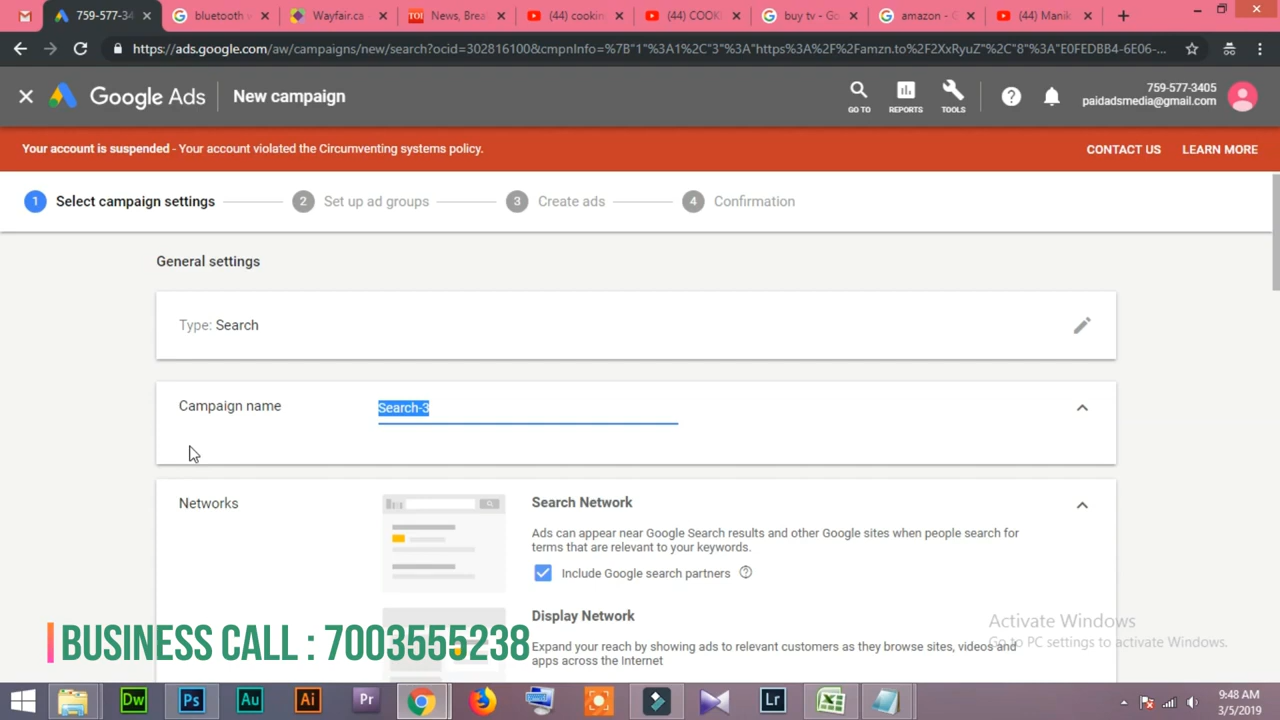 759-577-34
bluetooth
Wayfair.ca
TOI
News, Brea
(44) cookin
(44) COOK
buy tv - Go
amazon - G
(44) Manik
https://ads.google.com/aw/campaigns/new/search?ocid=302816100&cmpnInfo=%7B"1"%3A1%2C"3"%3A"https%3A%2F%2Famzn.to%2F2XxRyuZ"%2C"8"%3A"E0FEDBB4-6E06-...
Google Ads
New campaign
GO TO
REPORTS
TOOLS
759-577-3405
paidadsmedia@gmail.com
Your account is suspended - Your account violated the Circumventing systems policy.
CONTACT US
LEARN MORE
1 Select campaign settings
2 Set up ad groups
3 Create ads
4 Confirmation
General settings
Type: Search
Campaign name
Search-3
Networks
Search Network
Ads can appear near Google Search results and other Google sites when people search for
terms that are relevant to your keywords.
Include Google search partners
Display Network
Expand your reach by showing ads to relevant customers as they browse sites, videos and
apps across the Internet
Activate Windows
Go to PC settings to activate Windows.
BUSINESS CALL : 7003555238
Dw
Ps
Au
Ai
Pr
Lr
9:48 AM
3/5/2019